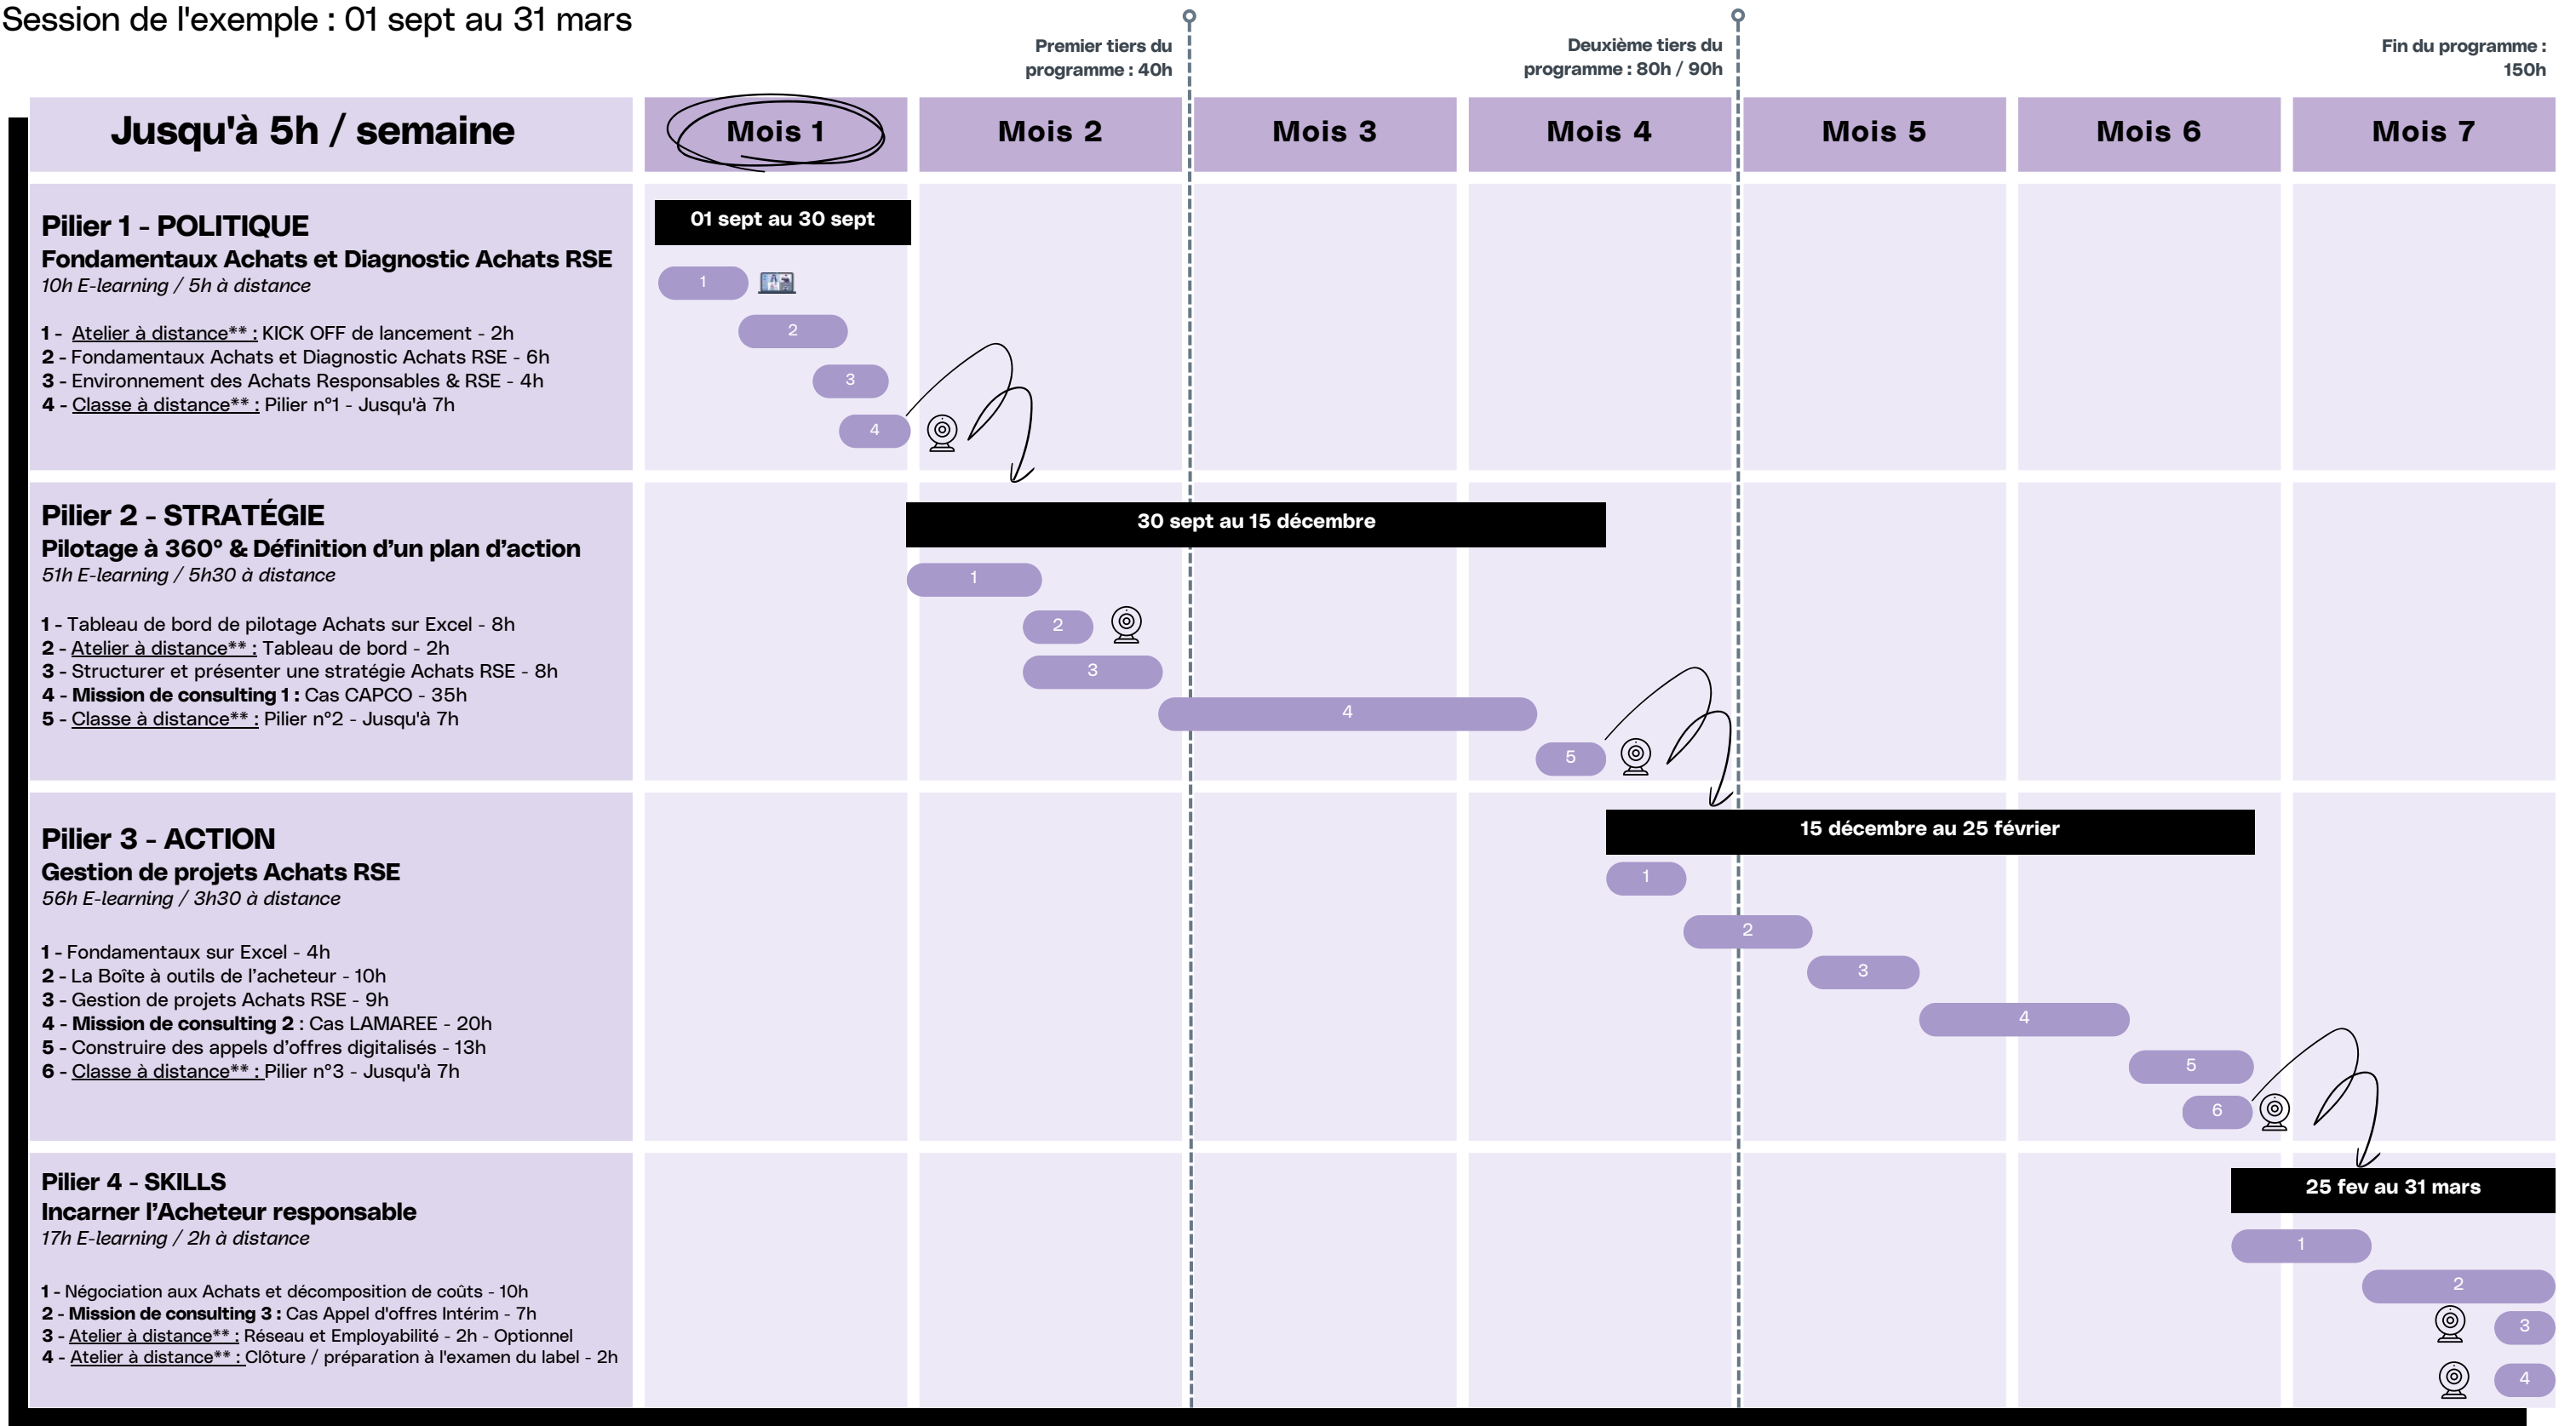 Session de l'exemple : 01 sept au 31 mars
Premier tiers du
programme : 40h
Deuxième tiers du
programme : 80h / 90h
Fin du programme :
150h
Jusqu'à 5h / semaine
Mois 1
Mois 2
Mois 3
Mois 4
Mois 5
Mois 6
Mois 7
Pilier 1 - POLITIQUE
Fondamentaux Achats et Diagnostic Achats RSE
10h E-learning / 5h à distance
1 - Atelier à distance** : KICK OFF de lancement - 2h
2 - Fondamentaux Achats et Diagnostic Achats RSE - 6h
3 - Environnement des Achats Responsables & RSE - 4h
4 - Classe à distance** : Pilier n°1 - Jusqu'à 7h
01 sept au 30 sept
1
2
3
4
Pilier 2 - STRATÉGIE
Pilotage à 360° & Définition d’un plan d’action
51h E-learning / 5h30 à distance
1 - Tableau de bord de pilotage Achats sur Excel - 8h
2 - Atelier à distance** : Tableau de bord - 2h
3 - Structurer et présenter une stratégie Achats RSE - 8h
4 - Mission de consulting 1 : Cas CAPCO - 35h
5 - Classe à distance** : Pilier n°2 - Jusqu'à 7h
30 sept au 15 décembre
1
2
3
4
5
Pilier 3 - ACTION
Gestion de projets Achats RSE
56h E-learning / 3h30 à distance
1 - Fondamentaux sur Excel - 4h
2 - La Boîte à outils de l’acheteur - 10h
3 - Gestion de projets Achats RSE - 9h
4 - Mission de consulting 2 : Cas LAMAREE - 20h
5 - Construire des appels d’offres digitalisés - 13h
6 - Classe à distance** : Pilier n°3 - Jusqu'à 7h
15 décembre au 25 février
1
2
3
4
5
6
Pilier 4 - SKILLS
Incarner l’Acheteur responsable
17h E-learning / 2h à distance
1 - Négociation aux Achats et décomposition de coûts - 10h
2 - Mission de consulting 3 : Cas Appel d'offres Intérim - 7h
3 - Atelier à distance** : Réseau et Employabilité - 2h - Optionnel
4 - Atelier à distance** : Clôture / préparation à l'examen du label - 2h
25 fev au 31 mars
1
2
3
4